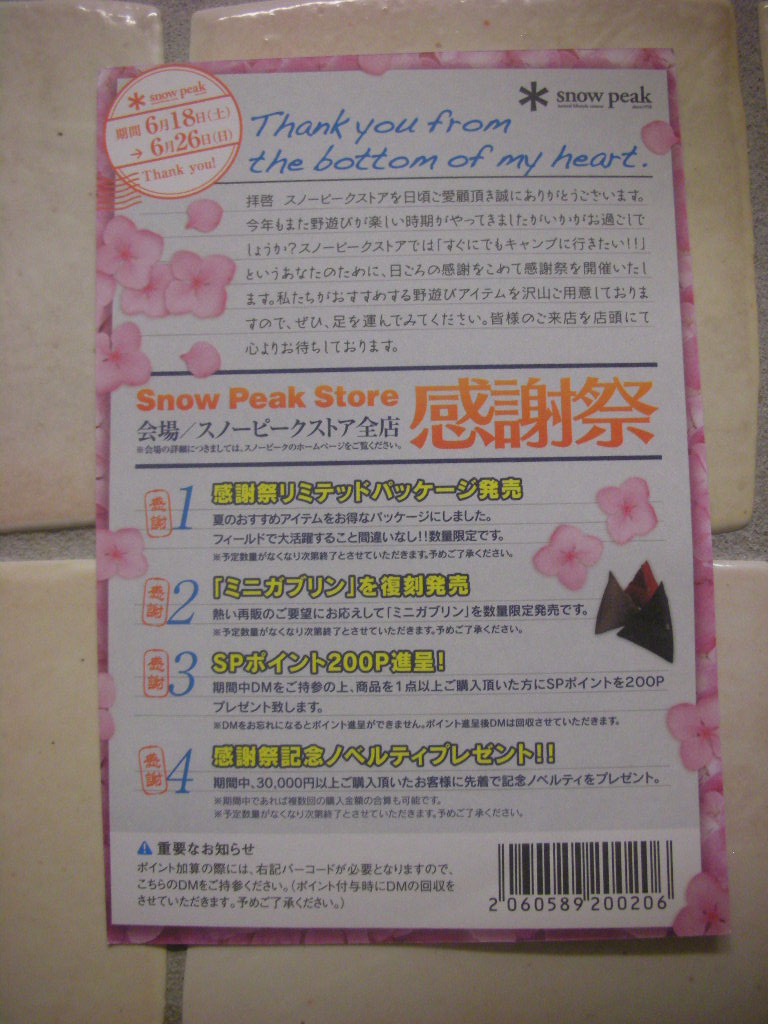 snow peak
期間 6月18日(土)
→ 6月26日(日)
Thank you!
snow peak
Thank you from
the bottom of my heart.
拝啓 スノーピークストアを日頃ご愛顧頂き誠にありがとうございます。
今年もまた野遊びが楽しい時期がやってきましたがいかがお過ごしで
しょうか?スノーピークストアでは「すぐにでもキャンプに行きたい!!」
というあなたのために、日ごろの感謝をこめて感謝祭を開催いたし
ます。私たちがおすすめする野遊びアイテムを沢山ご用意しておりま
すので、ぜひ、足を運んでみてください。皆様のご来店を店頭にて
心よりお待ちしております。
Snow Peak Store
感謝祭
会場/スノーピークストア全店
※会場の詳細につきましては、スノーピークのホームページをご覧ください。
感謝 1 感謝祭リミテッドパッケージ発売
夏のおすすめアイテムをお得なパッケージにしました。
フィールドで大活躍すること間違いなし!!数量限定です。
※予定数量がなくなり次第終了とさせていただきます。予めご了承ください。
感謝 2 「ミニガブリン」を復刻発売
熱い再販のご要望にお応えして「ミニガブリン」を数量限定発売です。
※予定数量がなくなり次第終了とさせていただきます。予めご了承ください。
感謝 3 SPポイント200P進呈!
期間中DMをご持参の上、商品を1点以上ご購入頂いた方にSPポイントを200P
プレゼント致します。
※DMをお忘れになるとポイント進呈ができません。ポイント進呈後DMは回収させていただきます。
感謝 4 感謝祭記念ノベルティプレゼント!!
期間中、30,000円以上ご購入頂いたお客様に先着で記念ノベルティをプレゼント。
※期間中であれば複数回の購入金額の合算も可能です。
※予定数量がなくなり次第終了とさせていただきます。予めご了承ください。
重要なお知らせ
ポイント加算の際には、右記バーコードが必要となりますので、
こちらのDMをご持参ください。(ポイント付与時にDMの回収を
させていただきます。予めご了承ください。)
2 060589 200206